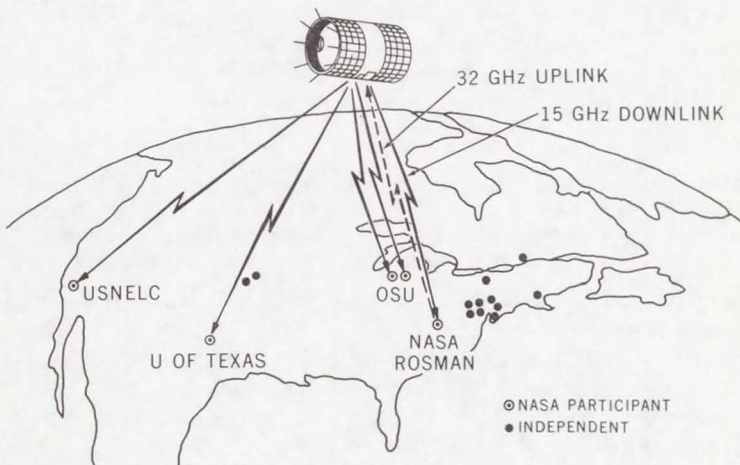 32 GHz UPLINK
15 GHz DOWNLINK
USNELC
OSU
U OF TEXAS
NASA
ROSMAN
NASA PARTICIPANT
INDEPENDENT